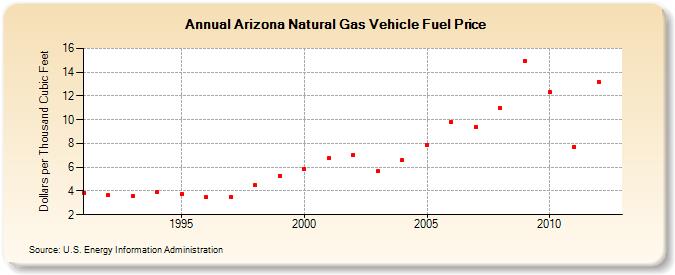 Annual Arizona Natural Gas Vehicle Fuel Price
Dollars per Thousand Cubic Feet
16
14
12
10
8
6
4
2
1995 2000 2005 2010
Source: U.S. Energy Information Administration